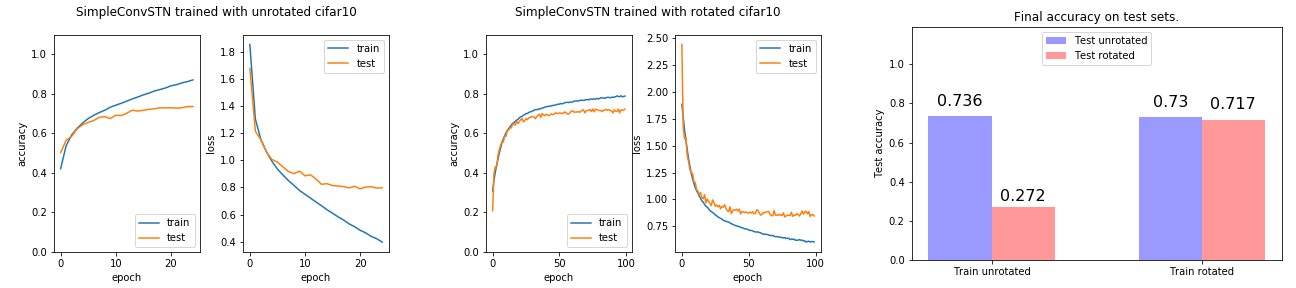 SimpleConvSTN trained with unrotated cifar10
accuracy
1.0
0.8
0.6
0.4
0.2
0.0
0
10
20
epoch
train
test
loss
1.8
1.6
1.4
1.2
1.0
0.8
0.6
0.4
0
10
20
epoch
train
test
SimpleConvSTN trained with rotated cifar10
accuracy
1.0
0.8
0.6
0.4
0.2
0.0
0
50
100
epoch
train
test
loss
2.50
2.25
2.00
1.75
1.50
1.25
1.00
0.75
0
50
100
epoch
train
test
Final accuracy on test sets.
Test unrotated
Test rotated
Test accuracy
1.0
0.8
0.6
0.4
0.2
0.0
0.736
0.272
0.73
0.717
Train unrotated
Train rotated